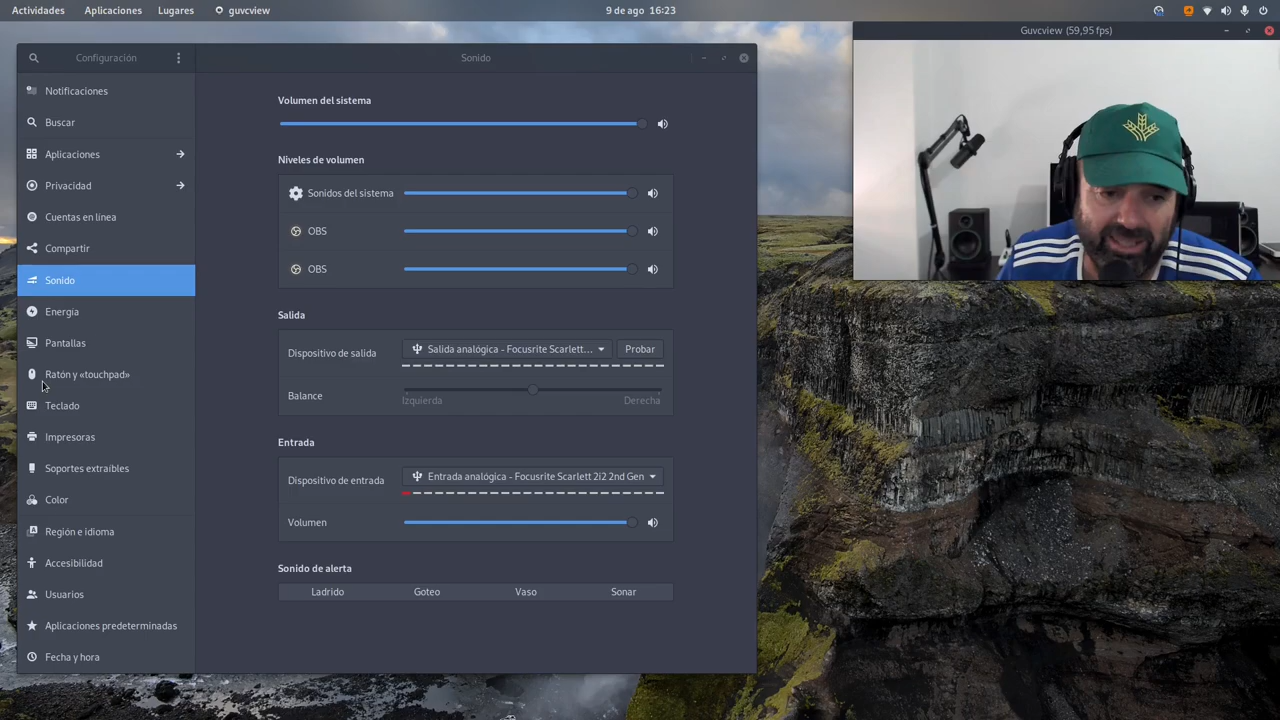 Actividades Aplicaciones Lugares guvcview 9 de ago 16:23
Guvcview (59,95 fps)
Configuración
Sonido
Notificaciones
Buscar
Aplicaciones
Privacidad
Cuentas en línea
Compartir
Sonido
Energía
Pantallas
Ratón y «touchpad»
Teclado
Impresoras
Soportes extraíbles
Color
Región e idioma
Accesibilidad
Usuarios
Aplicaciones predeterminadas
Fecha y hora
Volumen del sistema
Niveles de volumen
Sonidos del sistema
OBS
OBS
Salida
Dispositivo de salida Salida analógica - Focusrite Scarlett... Probar
Balance
Izquierda Derecha
Entrada
Dispositivo de entrada Entrada analógica - Focusrite Scarlett 2i2 2nd Gen
Volumen
Sonido de alerta
Ladrido Goteo Vaso Sonar